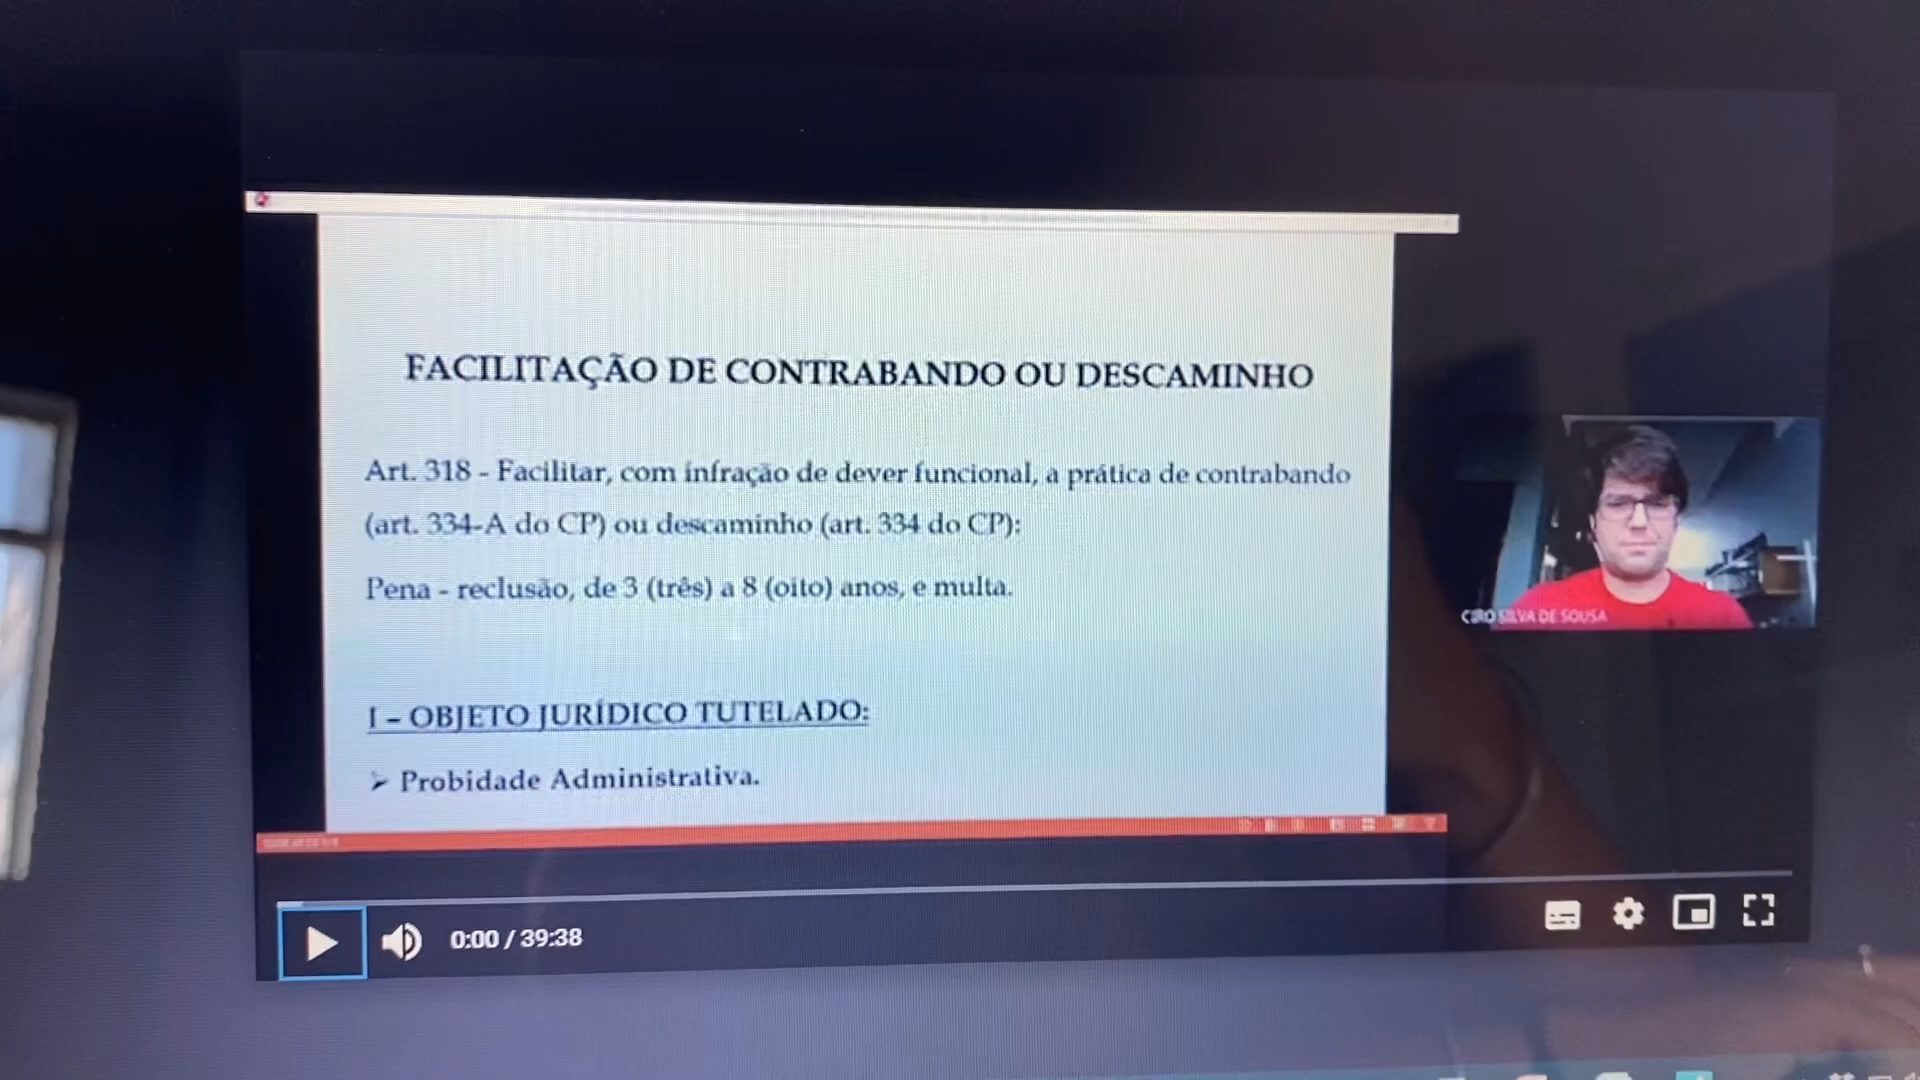 FACILITAÇÃO DE CONTRABANDO OU DESCAMINHO
Art. 318 - Facilitar, com infração de dever funcional, a prática de contrabando
(art. 334-A do CP) ou descaminho (art. 334 do CP):
Pena - reclusão, de 3 (três) a 8 (oito) anos, e multa.
I – OBJETO JURÍDICO TUTELADO:
➢ Probidade Administrativa.
CIRO SILVA DE SOUSA
0:00 / 39:38